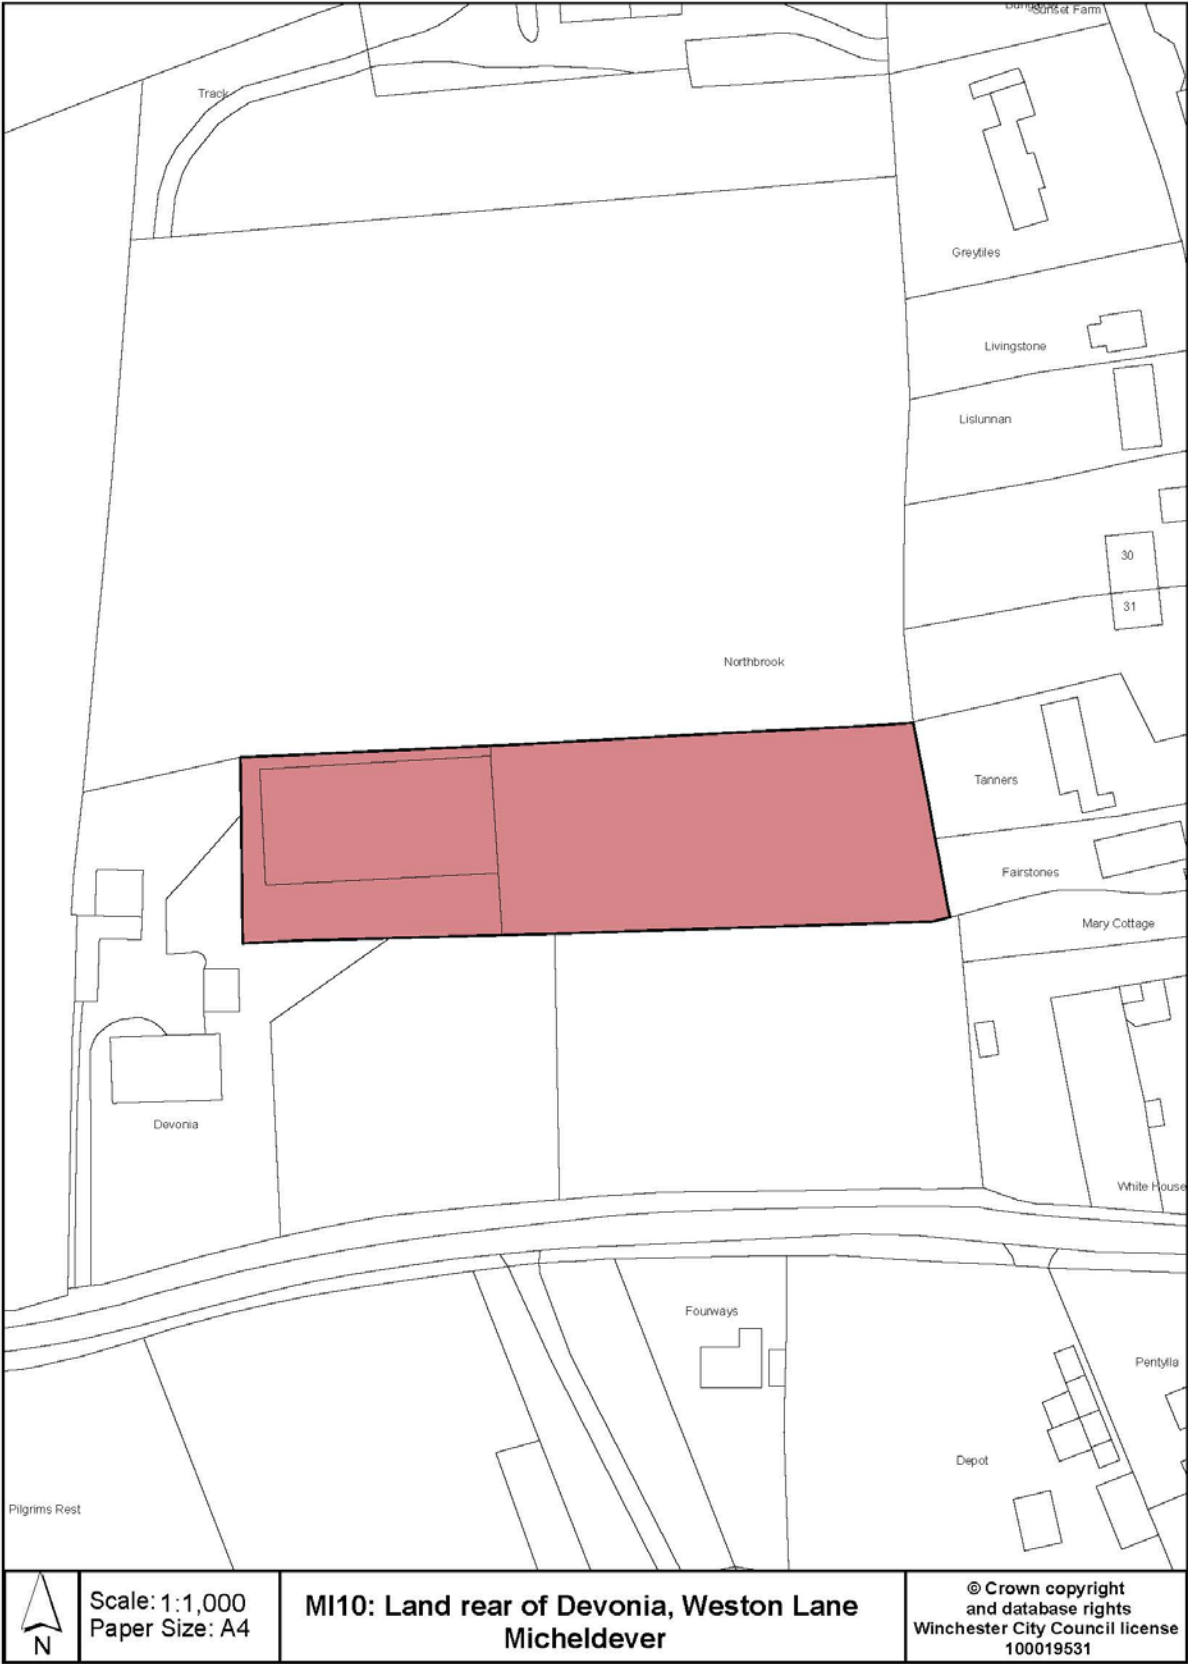 Sunset Farm
Track
Greytiles
Livingstone
Lislunnan
30
31
Northbrook
Tanners
Fairstones
Mary Cottage
Devonia
White House
Fourways
Pentylla
Depot
Pilgrims Rest
N
Scale: 1:1,000
Paper Size: A4
MI10: Land rear of Devonia, Weston Lane
Micheldever
© Crown copyright
and database rights
Winchester City Council license
100019531